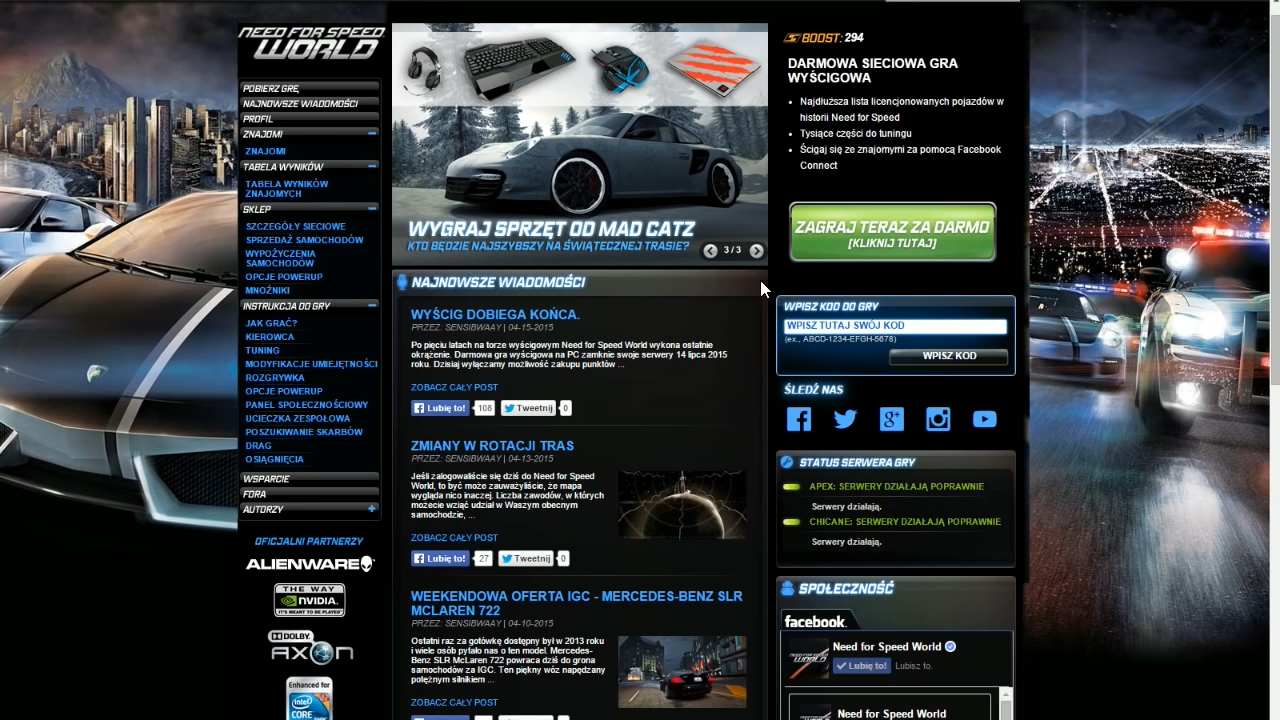 NEED FOR SPEED
WORLD
POBIERZ GRĘ
NAJNOWSZE WIADOMOŚCI
PROFIL
ZNAJOMI
ZNAJOMI
TABELA WYNIKÓW
TABELA WYNIKÓW
ZNAJOMYCH
SKLEP
SZCZEGÓŁY SIECIOWE
SPRZEDAŻ SAMOCHODÓW
WYPOŻYCZENIA
SAMOCHODÓW
OPCJE POWERUP
MNOŻNIKI
INSTRUKCJA DO GRY
JAK GRAĆ?
KIEROWCA
TUNING
MODYFIKACJE UMIEJĘTNOŚCI
ROZGRYWKA
OPCJE POWERUP
PANEL SPOŁECZNOŚCIOWY
UCIECZKA ZESPOŁOWA
POSZUKIWANIE SKARBÓW
DRAG
OSIĄGNIĘCIA
WSPARCIE
FORA
AUTORZY
OFICJALNI PARTNERZY
ALIENWARE
THE WAY
NVIDIA
IT'S MEANT TO BE PLAYED
DOLBY
AXON
Enhanced for
intel
CORE
WYGRAJ SPRZĘT OD MAD CATZ
KTO BĘDZIE NAJSZYBSZY NA ŚWIĄTECZNEJ TRASIE?
3 / 3
NAJNOWSZE WIADOMOŚCI
WYŚCIG DOBIEGA KOŃCA.
PRZEZ: SENSIBWAAY | 04-15-2015
Po pięciu latach na torze wyścigowym Need for Speed World wykona ostatnie
okrążenie. Darmowa gra wyścigowa na PC zamknie swoje serwery 14 lipca 2015
roku. Dzisiaj wyłączamy możliwość zakupu punktów ...
ZOBACZ CAŁY POST
Lubię to! 108 Tweetnij 0
ZMIANY W ROTACJI TRAS
PRZEZ: SENSIBWAAY | 04-13-2015
Jeśli zalogowaliście się dziś do Need for Speed
World, to być może zauważyliście, że mapa
wygląda nico inaczej. Liczba zawodów, w których
możecie wziąć udział w Waszym obecnym
samochodzie, ...
ZOBACZ CAŁY POST
Lubię to! 27 Tweetnij 0
WEEKENDOWA OFERTA IGC - MERCEDES-BENZ SLR
MCLAREN 722
PRZEZ: SENSIBWAAY | 04-10-2015
Ostatni raz za gotówkę dostępny był w 2013 roku
i wiele osób pytało nas o ten model. Mercedes-
Benz SLR McLaren 722 powraca dziś do grona
samochodów za IGC. Ten piękny wóz napędzany
potężnym silnikiem ...
ZOBACZ CAŁY POST
BOOST: 294
DARMOWA SIECIOWA GRA
WYŚCIGOWA
Najdłuższa lista licencjonowanych pojazdów w
historii Need for Speed
Tysiące części do tuningu
Ścigaj się ze znajomymi za pomocą Facebook
Connect
ZAGRAJ TERAZ ZA DARMO
(KLIKNIJ TUTAJ)
WPISZ KOD DO GRY
WPISZ TUTAJ SWÓJ KOD
(ex., ABCD-1234-EFGH-5678)
WPISZ KOD
ŚLEDŹ NAS
STATUS SERWERA GRY
APEX: SERWERY DZIAŁAJĄ POPRAWNIE
Serwery działają.
CHICANE: SERWERY DZIAŁAJĄ POPRAWNIE
Serwery działają.
SPOŁECZNOŚĆ
facebook
Need for Speed World
Lubię to! Lubisz to.
Need for Speed World